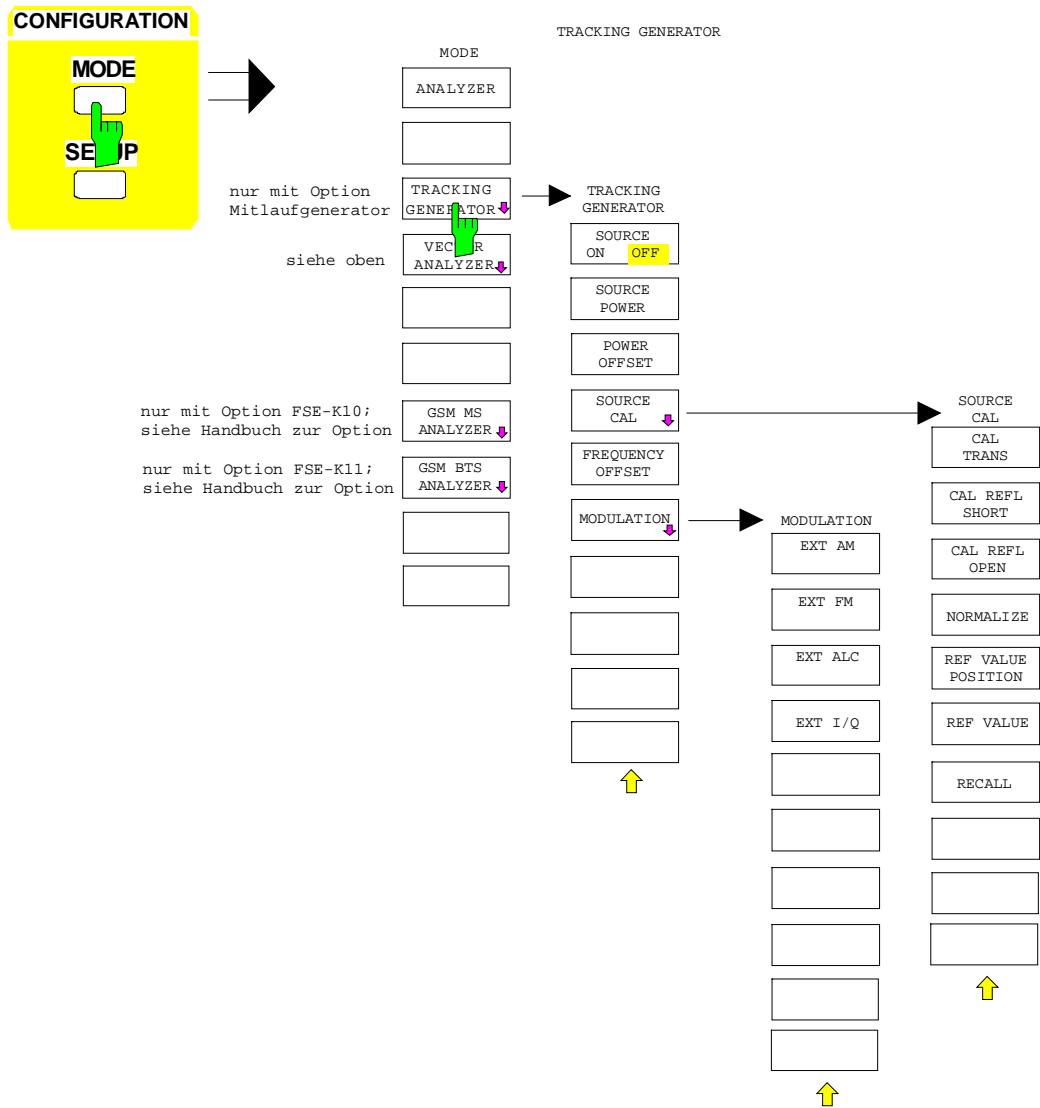 CONFIGURATION
MODE
SETUP
TRACKING GENERATOR
MODE
ANALYZER
nur mit Option
Mitlaufgenerator
TRACKING
GENERATOR
siehe oben
VECTOR
ANALYZER
nur mit Option FSE-K10;
siehe Handbuch zur Option
GSM MS
ANALYZER
nur mit Option FSE-K11;
siehe Handbuch zur Option
GSM BTS
ANALYZER
TRACKING
GENERATOR
SOURCE
ON OFF
SOURCE
POWER
POWER
OFFSET
SOURCE
CAL
FREQUENCY
OFFSET
MODULATION
MODULATION
EXT AM
EXT FM
EXT ALC
EXT I/Q
SOURCE
CAL
CAL
TRANS
CAL REFL
SHORT
CAL REFL
OPEN
NORMALIZE
REF VALUE
POSITION
REF VALUE
RECALL